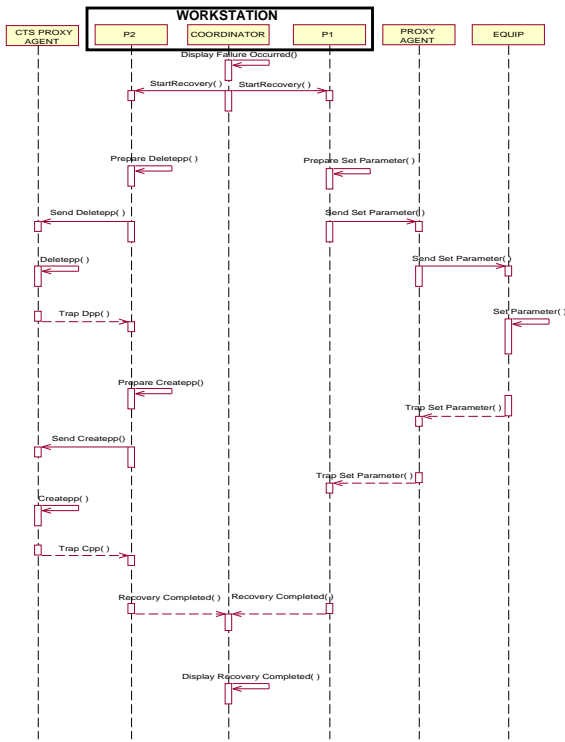 WORKSTATION
CTS PROXY
AGENT
P2
COORDINATOR
P1
PROXY
AGENT
EQUIP
Display Failure Occurred()
StartRecovery( )
StartRecovery( )
Prepare Deletepp( )
Prepare Set Parameter( )
Send Deletepp( )
Send Set Parameter( )
Deletepp( )
Send Set Parameter( )
Trap Dpp( )
Set Parameter( )
Prepare Createpp()
Trap Set Parameter( )
Send Createpp()
Trap Set Parameter( )
Createpp( )
Trap Cpp( )
Recovery Completed( )
Recovery Completed( )
Display Recovery Completed( )